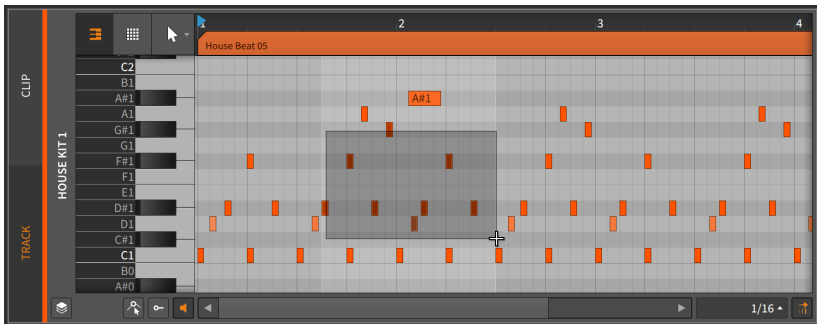 1 2 3 4
House Beat 05
CLIP
TRACK
HOUSE KIT 1
C2
B1
A#1
A#1
A1
G#1
G1
F#1
F1
E1
D#1
D1
C#1
C1
B0
A#0
1/16